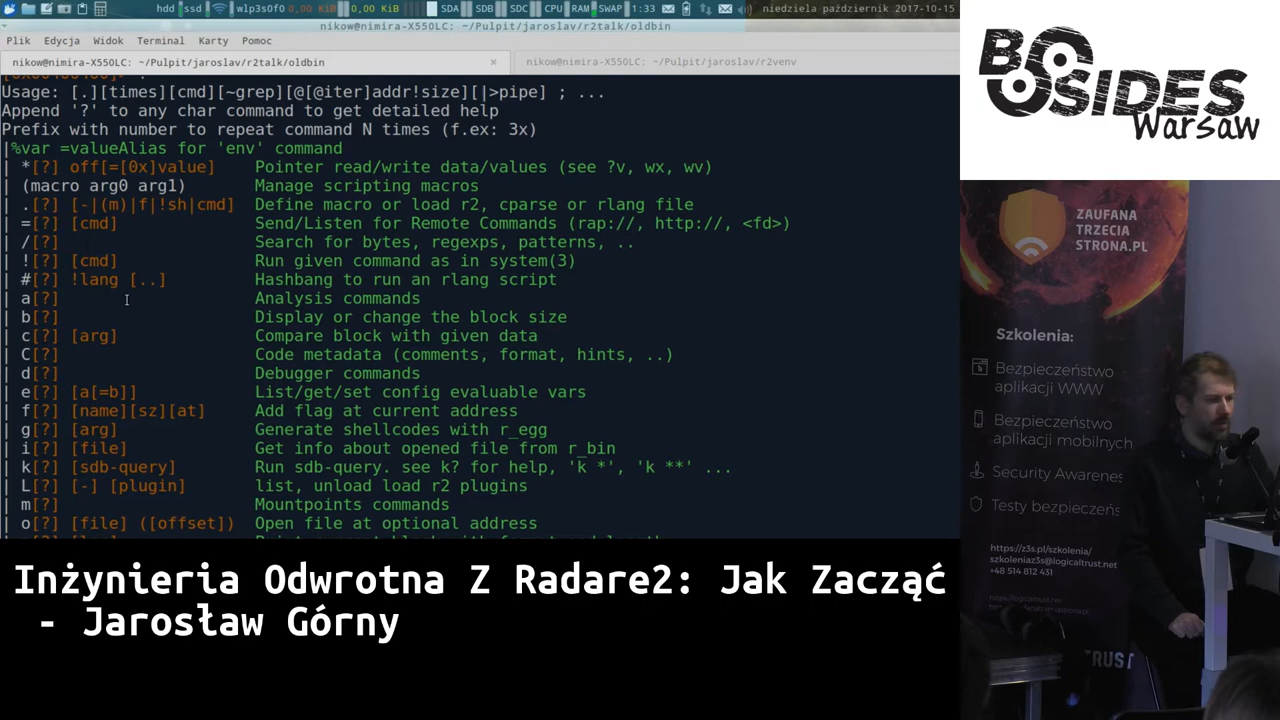 hdd ssd wlp3s0f0 0,00 KiB 0,00 KiB SDA SDB SDC CPU RAM SWAP 1:33 niedziela październik 2017-10-15
nikow@nimira-X550LC: ~/Pulpit/jaroslav/r2talk/oldbin
Plik Edycja Widok Terminal Karty Pomoc
nikow@nimira-X550LC: ~/Pulpit/jaroslav/r2talk/oldbin × nikow@nimira-X550LC: ~/Pulpit/jaroslav/r2venv
Usage: [.][times][cmd][~grep][@[@iter]addr!size][|>pipe] ; ...
Append '?' to any char command to get detailed help
Prefix with number to repeat command N times (f.ex: 3x)
|%var =valueAlias for 'env' command
| *[?] off[=[0x]value] Pointer read/write data/values (see ?v, wx, wv)
| (macro arg0 arg1) Manage scripting macros
| .[?] [-|(m)|f|!sh|cmd] Define macro or load r2, cparse or rlang file
| =[?] [cmd] Send/Listen for Remote Commands (rap://, http://, <fd>)
| /[?] Search for bytes, regexps, patterns, ..
| ![?] [cmd] Run given command as in system(3)
| #[?] !lang [..] Hashbang to run an rlang script
| a[?] Analysis commands
| b[?] Display or change the block size
| c[?] [arg] Compare block with given data
| C[?] Code metadata (comments, format, hints, ..)
| d[?] Debugger commands
| e[?] [a[=b]] List/get/set config evaluable vars
| f[?] [name][sz][at] Add flag at current address
| g[?] [arg] Generate shellcodes with r_egg
| i[?] [file] Get info about opened file from r_bin
| k[?] [sdb-query] Run sdb-query. see k? for help, 'k *', 'k **' ...
| L[?] [-] [plugin] list, unload load r2 plugins
| m[?] Mountpoints commands
| o[?] [file] ([offset]) Open file at optional address
Inżynieria Odwrotna Z Radare2: Jak Zacząć
- Jarosław Górny
BSIDES
Warsaw
ZAUFANA
TRZECIA
STRONA.PL
Szkolenia:
Bezpieczeństwo
aplikacji WWW
Bezpieczeństwo
aplikacji mobilnych
Security Awarenes
Testy bezpieczeńs
https://z3s.pl/szkolenia/
szkoleniaz3s@logicaltrust.net
+48 514 812 431
TRUST